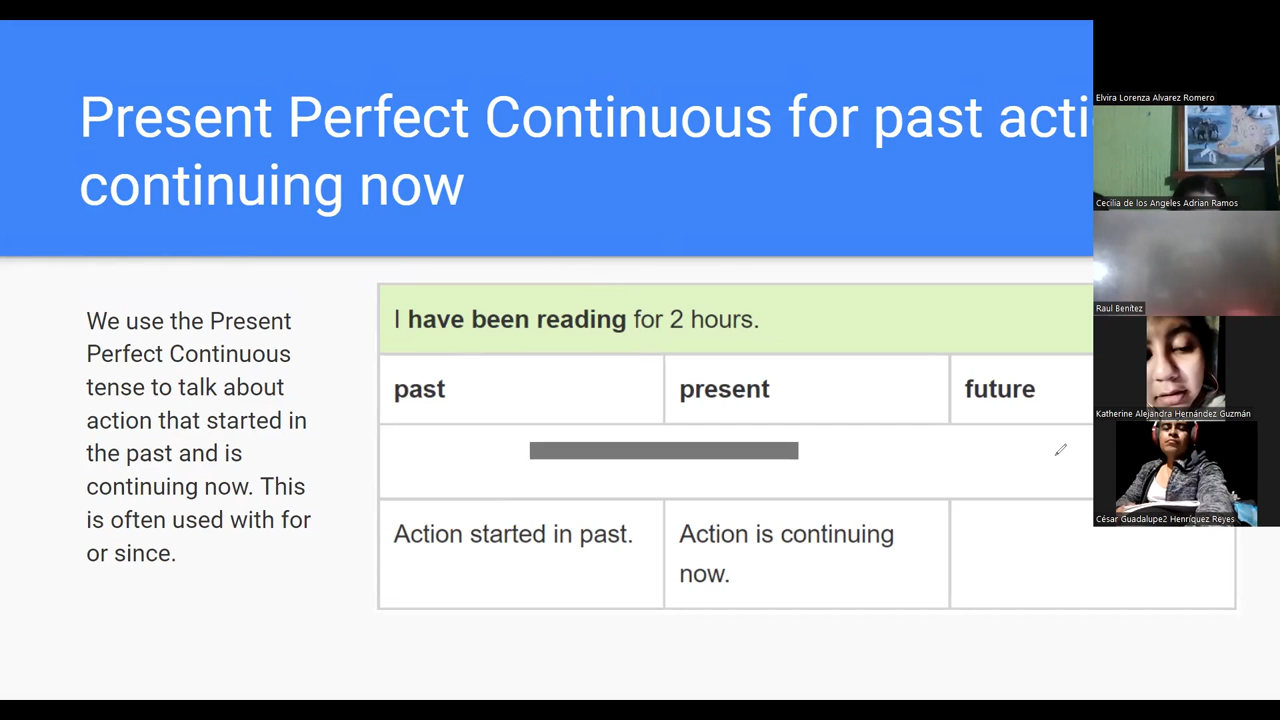 Present Perfect Continuous for past acti
continuing now
We use the Present
Perfect Continuous
tense to talk about
action that started in
the past and is
continuing now. This
is often used with for
or since.
I have been reading for 2 hours.
past present future
Action started in past. Action is continuing
now.
Elvira Lorenza Alvarez Romero
Cecilia de los Angeles Adrian Ramos
Raul Benítez
Katherine Alejandra Hernández Guzmán
César Guadalupe2 Henríquez Reyes